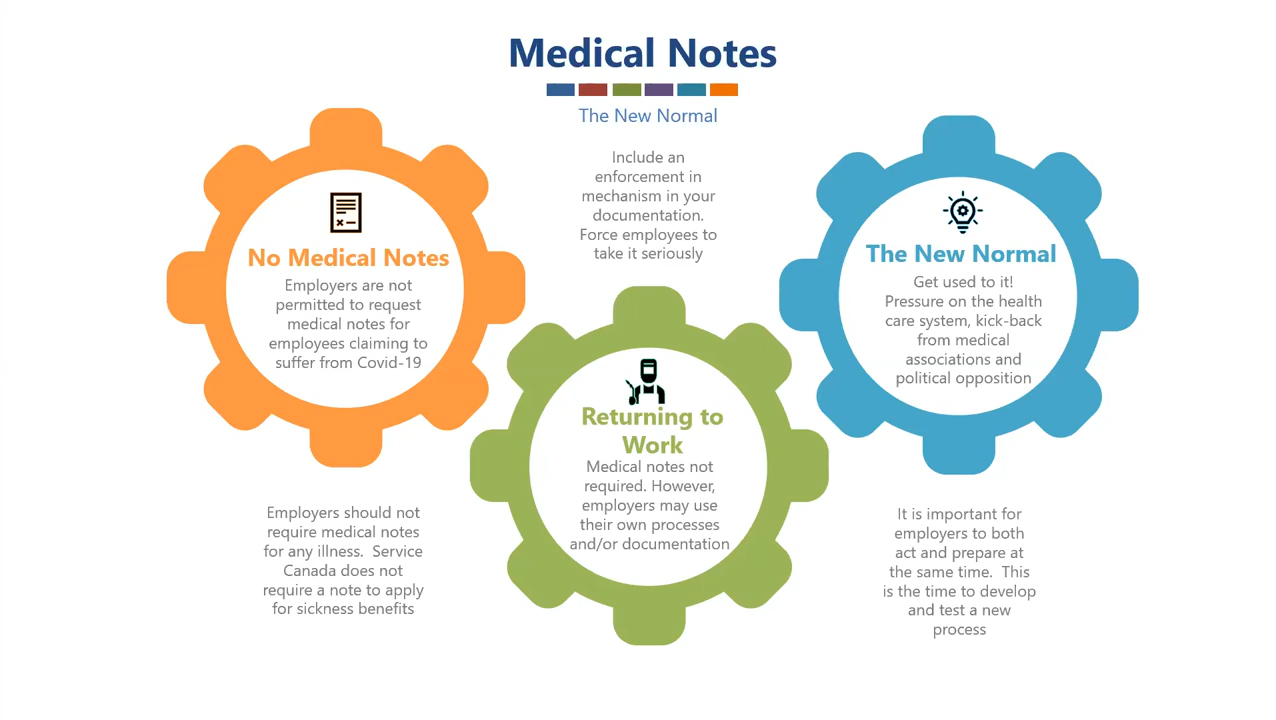 Medical Notes
The New Normal
No Medical Notes
Employers are not
permitted to request
medical notes for
employees claiming to
suffer from Covid-19
Employers should not
require medical notes
for any illness.  Service
Canada does not
require a note to apply
for sickness benefits
Include an
enforcement in
mechanism in your
documentation.
Force employees to
take it seriously
Returning to
Work
Medical notes not
required. However,
employers may use
their own processes
and/or documentation
The New Normal
Get used to it!
Pressure on the health
care system, kick-back
from medical
associations and
political opposition
It is important for
employers to both
act and prepare at
the same time.  This
is the time to develop
and test a new
process